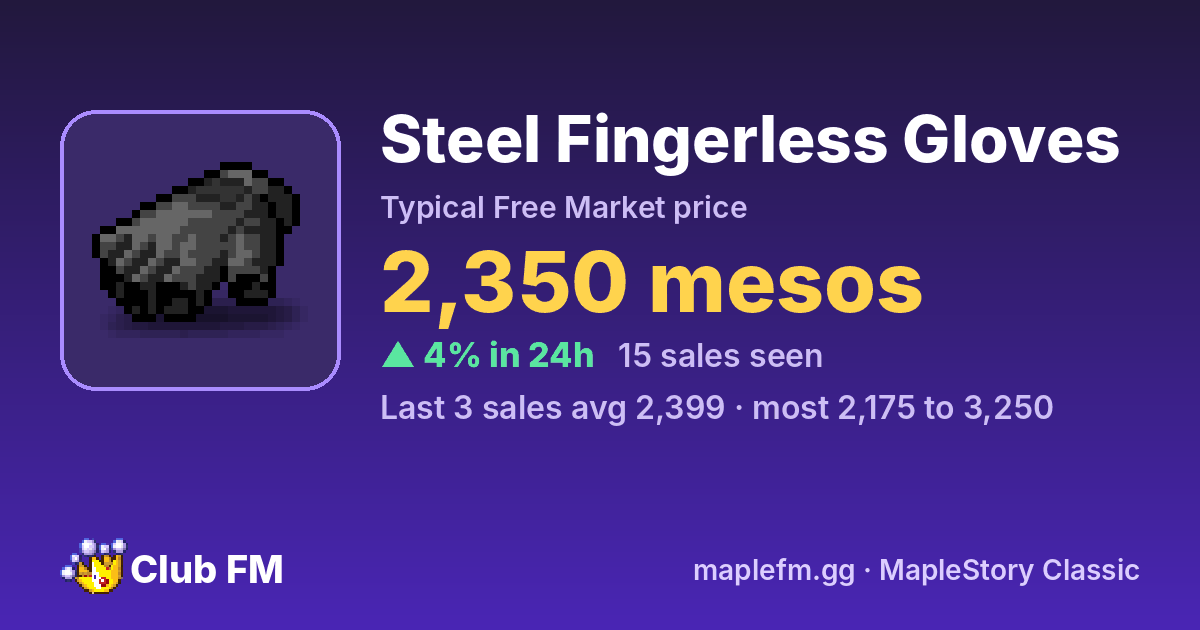 Steel Fingerless Gloves
Typical Free Market price
2,350 mesos
▲ 4% in 24h 15 sales seen
Last 3 sales avg 2,399 · most 2,175 to 3,250
Club FM
maplefm.gg · MapleStory Classic